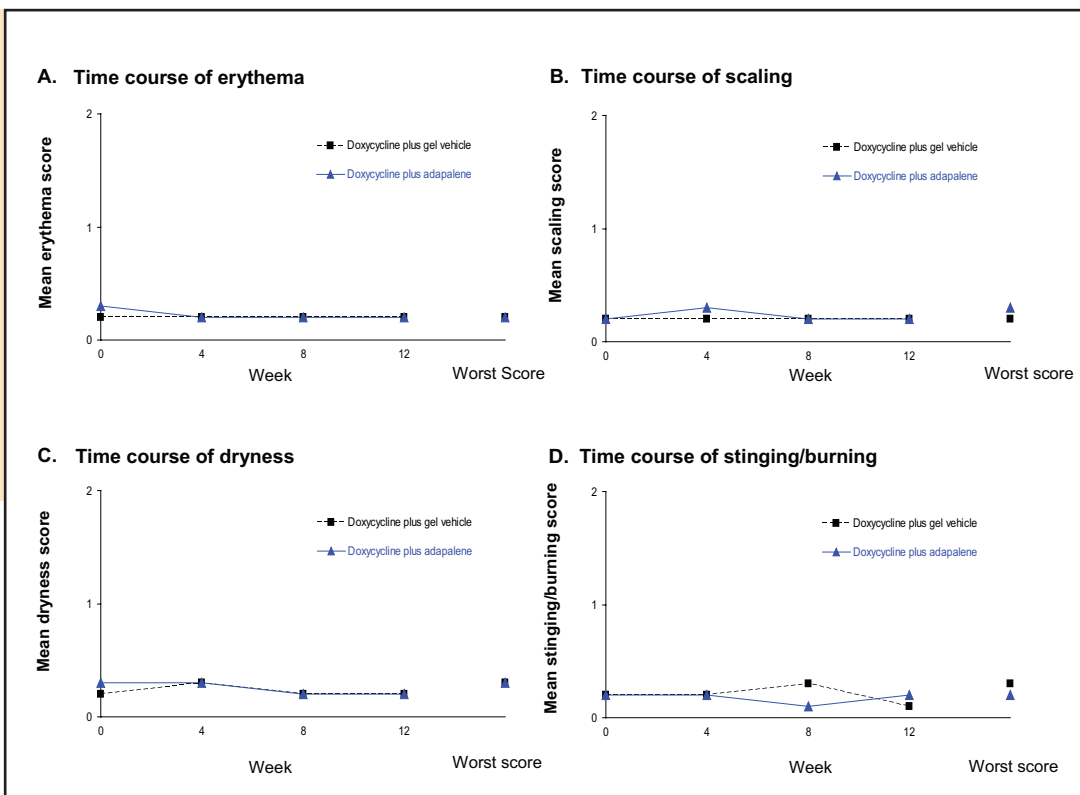 A. Time course of erythema
Mean erythema score
2
1
0
Doxycycline plus gel vehicle
Doxycycline plus adapalene
0 4 8 12
Week
Worst Score
B. Time course of scaling
Mean scaling score
2
1
0
Doxycycline plus gel vehicle
Doxycycline plus adapalene
0 4 8 12
Week
Worst score
C. Time course of dryness
Mean dryness score
2
1
0
Doxycycline plus gel vehicle
Doxycycline plus adapalene
0 4 8 12
Week
Worst score
D. Time course of stinging/burning
Mean stinging/burning score
2
1
0
Doxycycline plus gel vehicle
Doxycycline plus adapalene
0 4 8 12
Week
Worst score